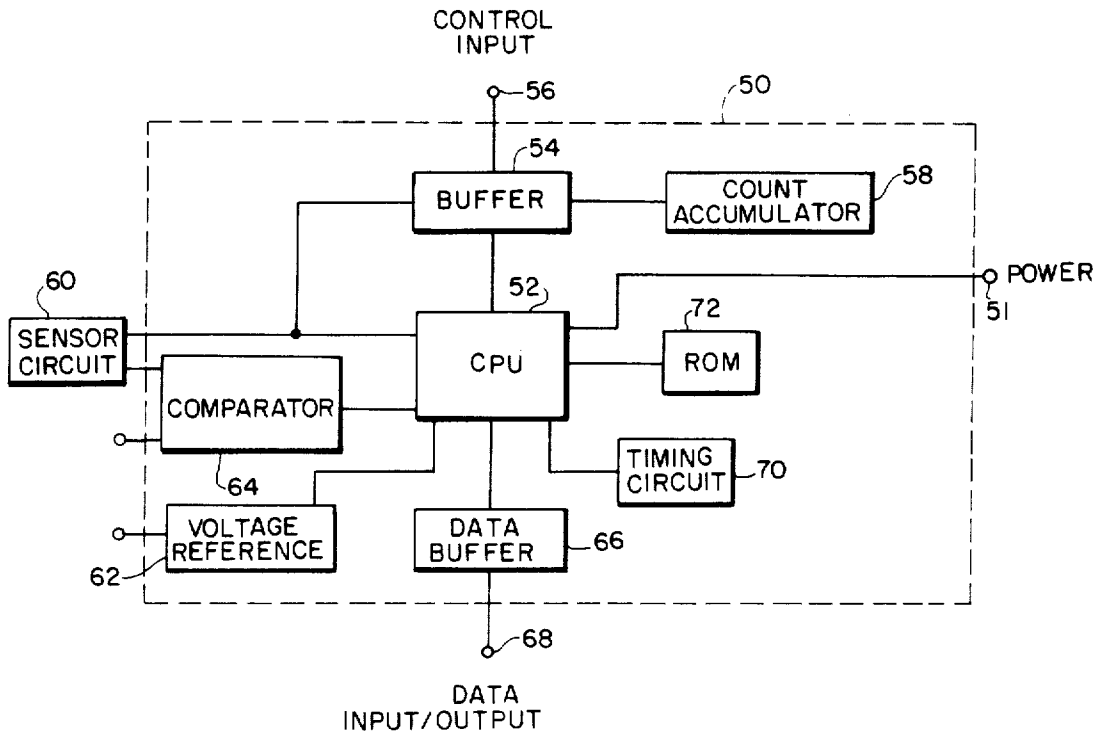 CONTROL
INPUT
56
50
54
BUFFER
COUNT
ACCUMULATOR
58
POWER
51
60
SENSOR
CIRCUIT
52
CPU
72
ROM
COMPARATOR
64
TIMING
CIRCUIT
70
VOLTAGE
REFERENCE
62
DATA
BUFFER
66
68
DATA
INPUT/OUTPUT